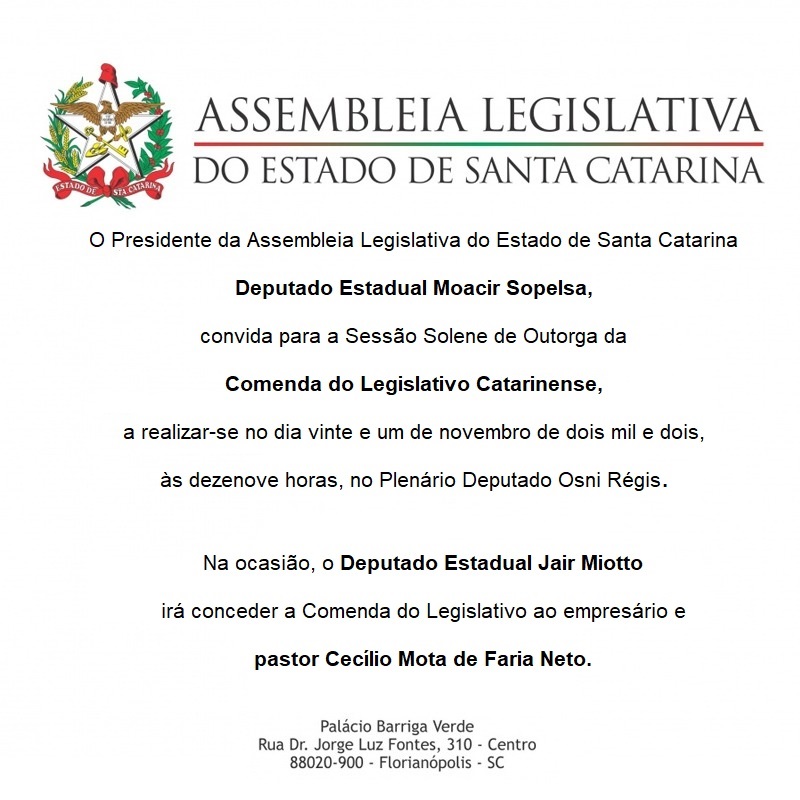 ESTADO DE STA CATARINA
ASSEMBLEIA LEGISLATIVA
DO ESTADO DE SANTA CATARINA
O Presidente da Assembleia Legislativa do Estado de Santa Catarina
Deputado Estadual Moacir Sopelsa,
convida para a Sessão Solene de Outorga da
Comenda do Legislativo Catarinense,
a realizar-se no dia vinte e um de novembro de dois mil e dois,
às dezenove horas, no Plenário Deputado Osni Régis.
Na ocasião, o Deputado Estadual Jair Miotto
irá conceder a Comenda do Legislativo ao empresário e
pastor Cecílio Mota de Faria Neto.
Palácio Barriga Verde
Rua Dr. Jorge Luz Fontes, 310 - Centro
88020-900 - Florianópolis - SC